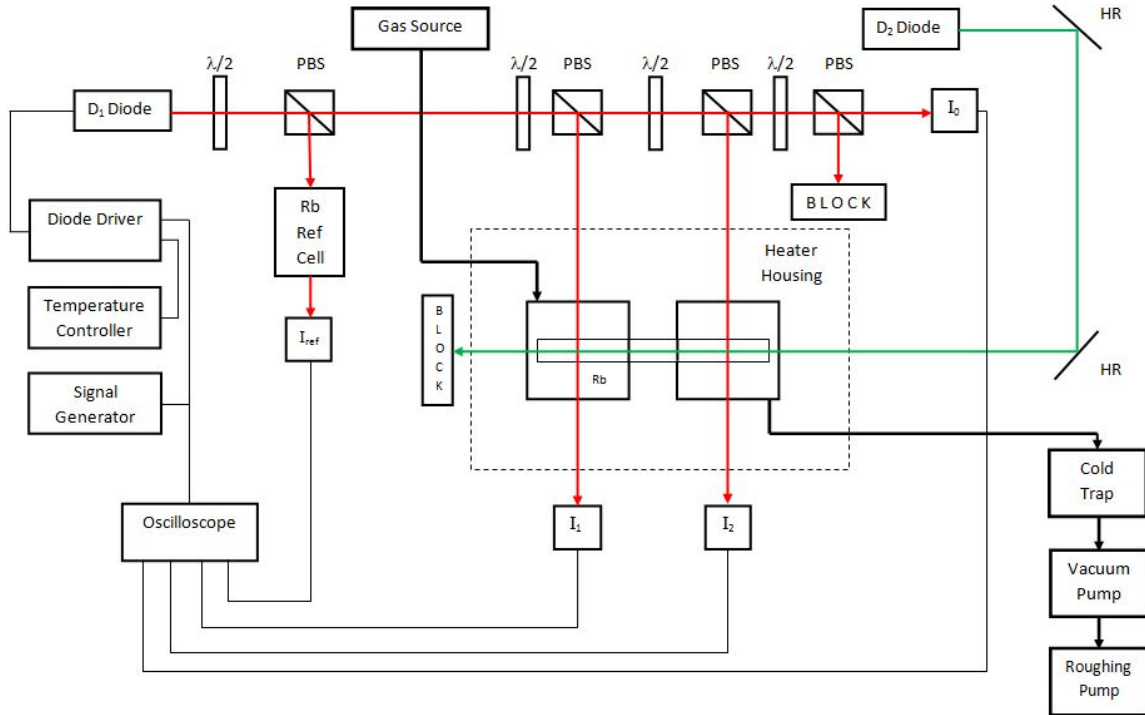 HR
Gas Source
D₂ Diode
λ/2
PBS
λ/2
PBS
λ/2
PBS
λ/2
PBS
D₁ Diode
I₀
BLOCK
Rb
Ref
Cell
Diode Driver
Heater
Housing
Temperature
Controller
I_ref
B
L
O
C
K
Rb
HR
Signal
Generator
Cold
Trap
Oscilloscope
I₁
I₂
Vacuum
Pump
Roughing
Pump